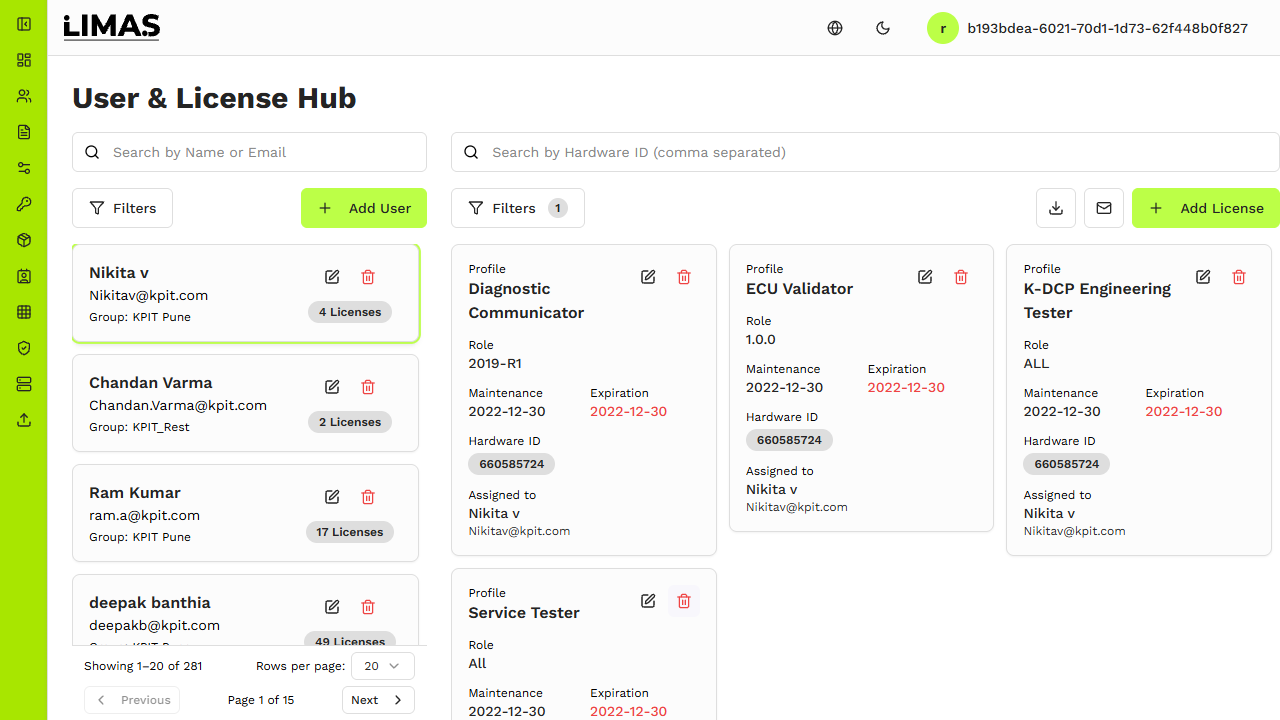 LIMAS
r
b193bdea-6021-70d1-1d73-62f448b0f827
User & License Hub
Search by Name or Email
Filters
Add User
Nikita v
Nikitav@kpit.com
Group: KPIT Pune
4 Licenses
Chandan Varma
Chandan.Varma@kpit.com
Group: KPIT_Rest
2 Licenses
Ram Kumar
ram.a@kpit.com
Group: KPIT Pune
17 Licenses
deepak banthia
deepakb@kpit.com
49 Licenses
Showing 1–20 of 281
Rows per page: 20
Previous
Page 1 of 15
Next
Search by Hardware ID (comma separated)
Filters 1
Add License
Profile
Diagnostic
Communicator
Role
2019-R1
Maintenance Expiration
2022-12-30 2022-12-30
Hardware ID
660585724
Assigned to
Nikita v
Nikitav@kpit.com
Profile
ECU Validator
Role
1.0.0
Maintenance Expiration
2022-12-30 2022-12-30
Hardware ID
660585724
Assigned to
Nikita v
Nikitav@kpit.com
Profile
K-DCP Engineering
Tester
Role
ALL
Maintenance Expiration
2022-12-30 2022-12-30
Hardware ID
660585724
Assigned to
Nikita v
Nikitav@kpit.com
Profile
Service Tester
Role
All
Maintenance Expiration
2022-12-30 2022-12-30